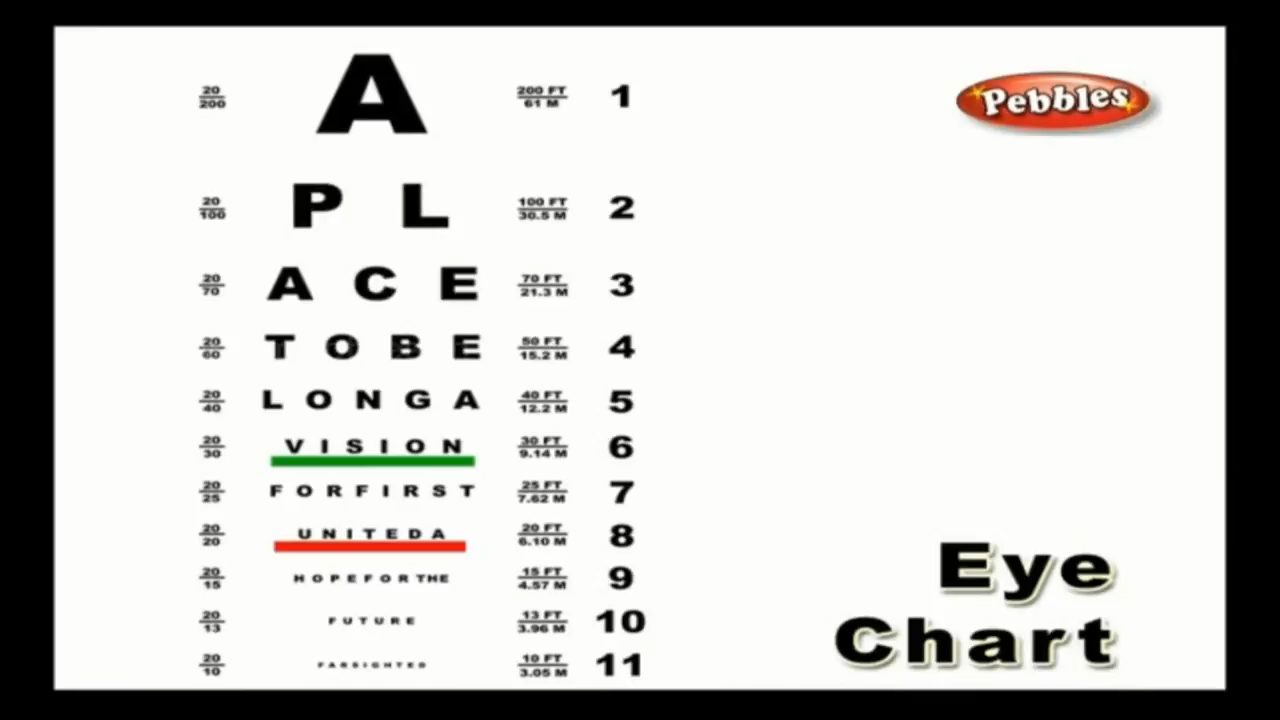 20/200 A 200 FT/61 M 1
Pebbles
20/100 P L 100 FT/30.5 M 2
20/70 A C E 70 FT/21.3 M 3
20/60 T O B E 50 FT/15.2 M 4
20/40 L O N G A 40 FT/12.2 M 5
20/30 V I S I O N 30 FT/9.14 M 6
20/25 F O R F I R S T 25 FT/7.62 M 7
20/20 U N I T E D A 20 FT/6.10 M 8
20/15 H O P E F O R T H E 15 FT/4.57 M 9
20/13 F U T U R E 13 FT/3.96 M 10
20/10 F A R S I G H T E D 10 FT/3.05 M 11
Eye
Chart